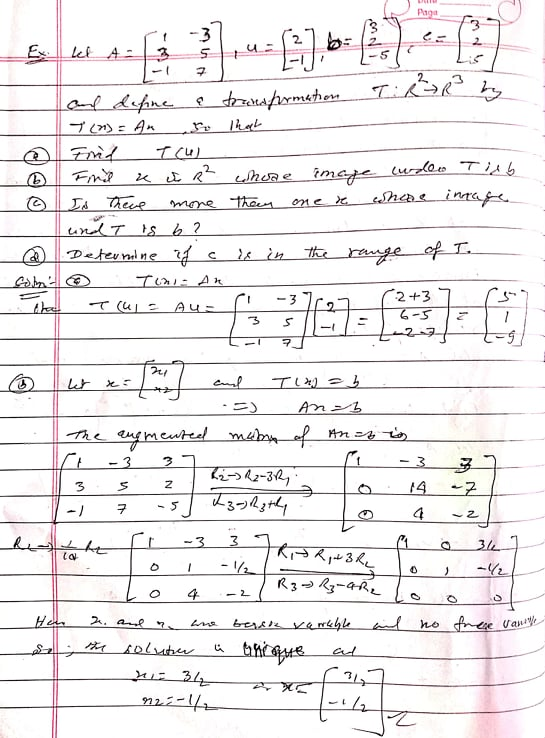 Page
Ex. Let A = [1 -3; 3 5; -1 7], u = [2; -1], b = [3; 2; -5], c = [3; 2; 5]
and define a transformation T: R² → R³ by
T(x) = Ax, so that
(a) Find T(u)
(b) Find x in R² whose image under T is b
(c) Is there more than one x whose image
und T is b ?
(d) Determine if c is in the range of T.
Soln:- (a) T(x) = Ax
T(u) = Au = [1 -3; 3 5; -1 7] [2; -1] = [2+3; 6-5; -2-7] = [5; 1; -9]
(b) Let x = [x1; x2] and T(x) = b
=) Ax = b
The augmented matrix of Ax = b is
[1 -3 3; 3 5 2; -1 7 -5] R2→R2-3R1 R3→R3+R1 [1 -3 3; 0 14 -7; 0 4 -2]
R2→ 1/14 R2 [1 -3 3; 0 1 -1/2; 0 4 -2] R1→R1+3R2 R3→R3-4R2 [1 0 3/2; 0 1 -1/2; 0 0 0]
x1 and x2 are basic variable and no free
so, the solution is unique
x1 = 3/2
x2 = -1/2 x = [3/2; -1/2]